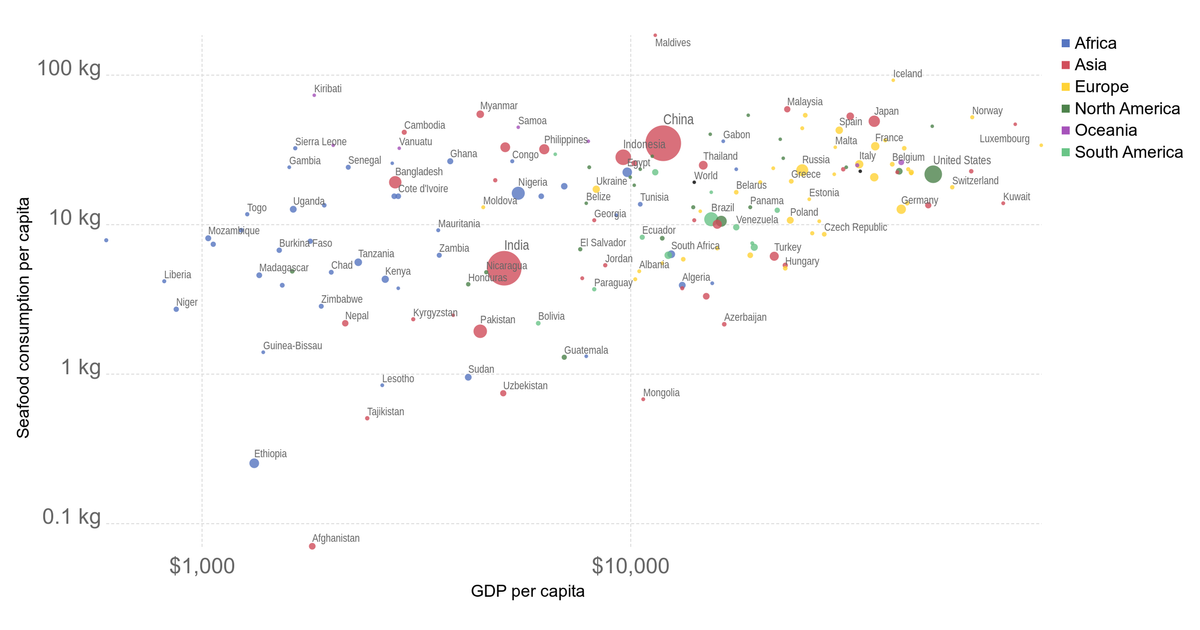 Maldives
Africa
Asia
Europe
North America
Oceania
South America
100 kg
Iceland
Kiribati
Myanmar
Malaysia
Japan
Norway
Samoa
China
Spain
Cambodia
Gabon
Sierra Leone
Vanuatu
Philippines
Indonesia
Malta
France
Luxembourg
Gambia
Senegal
Ghana
Congo
Egypt
Thailand
Russia
Italy
Belgium
United States
Bangladesh
World
Greece
Cote d'Ivoire
Nigeria
Ukraine
Belarus
Switzerland
Uganda
Moldova
Belize
Tunisia
Estonia
Kuwait
Togo
Georgia
Brazil
Panama
Germany
10 kg
Mozambique
Mauritania
Ecuador
Venezuela
Poland
Czech Republic
Burkina Faso
Zambia
India
El Salvador
South Africa
Turkey
Liberia
Madagascar
Chad
Tanzania
Kenya
Nicaragua
Honduras
Jordan
Albania
Hungary
Niger
Zimbabwe
Paraguay
Algeria
Nepal
Kyrgyzstan
Pakistan
Bolivia
Azerbaijan
Guinea-Bissau
Guatemala
1 kg
Lesotho
Sudan
Uzbekistan
Mongolia
Tajikistan
Ethiopia
0.1 kg
Afghanistan
Seafood consumption per capita
$1,000
$10,000
GDP per capita